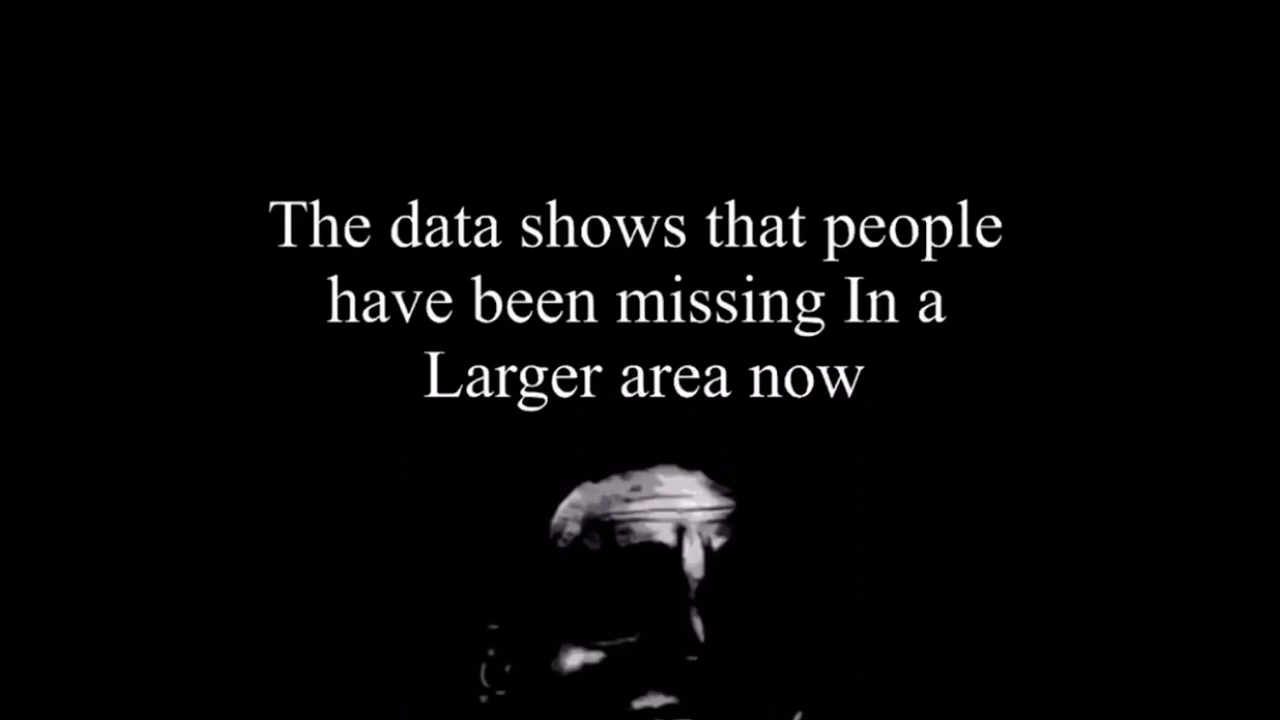 The data shows that people
have been missing In a
Larger area now